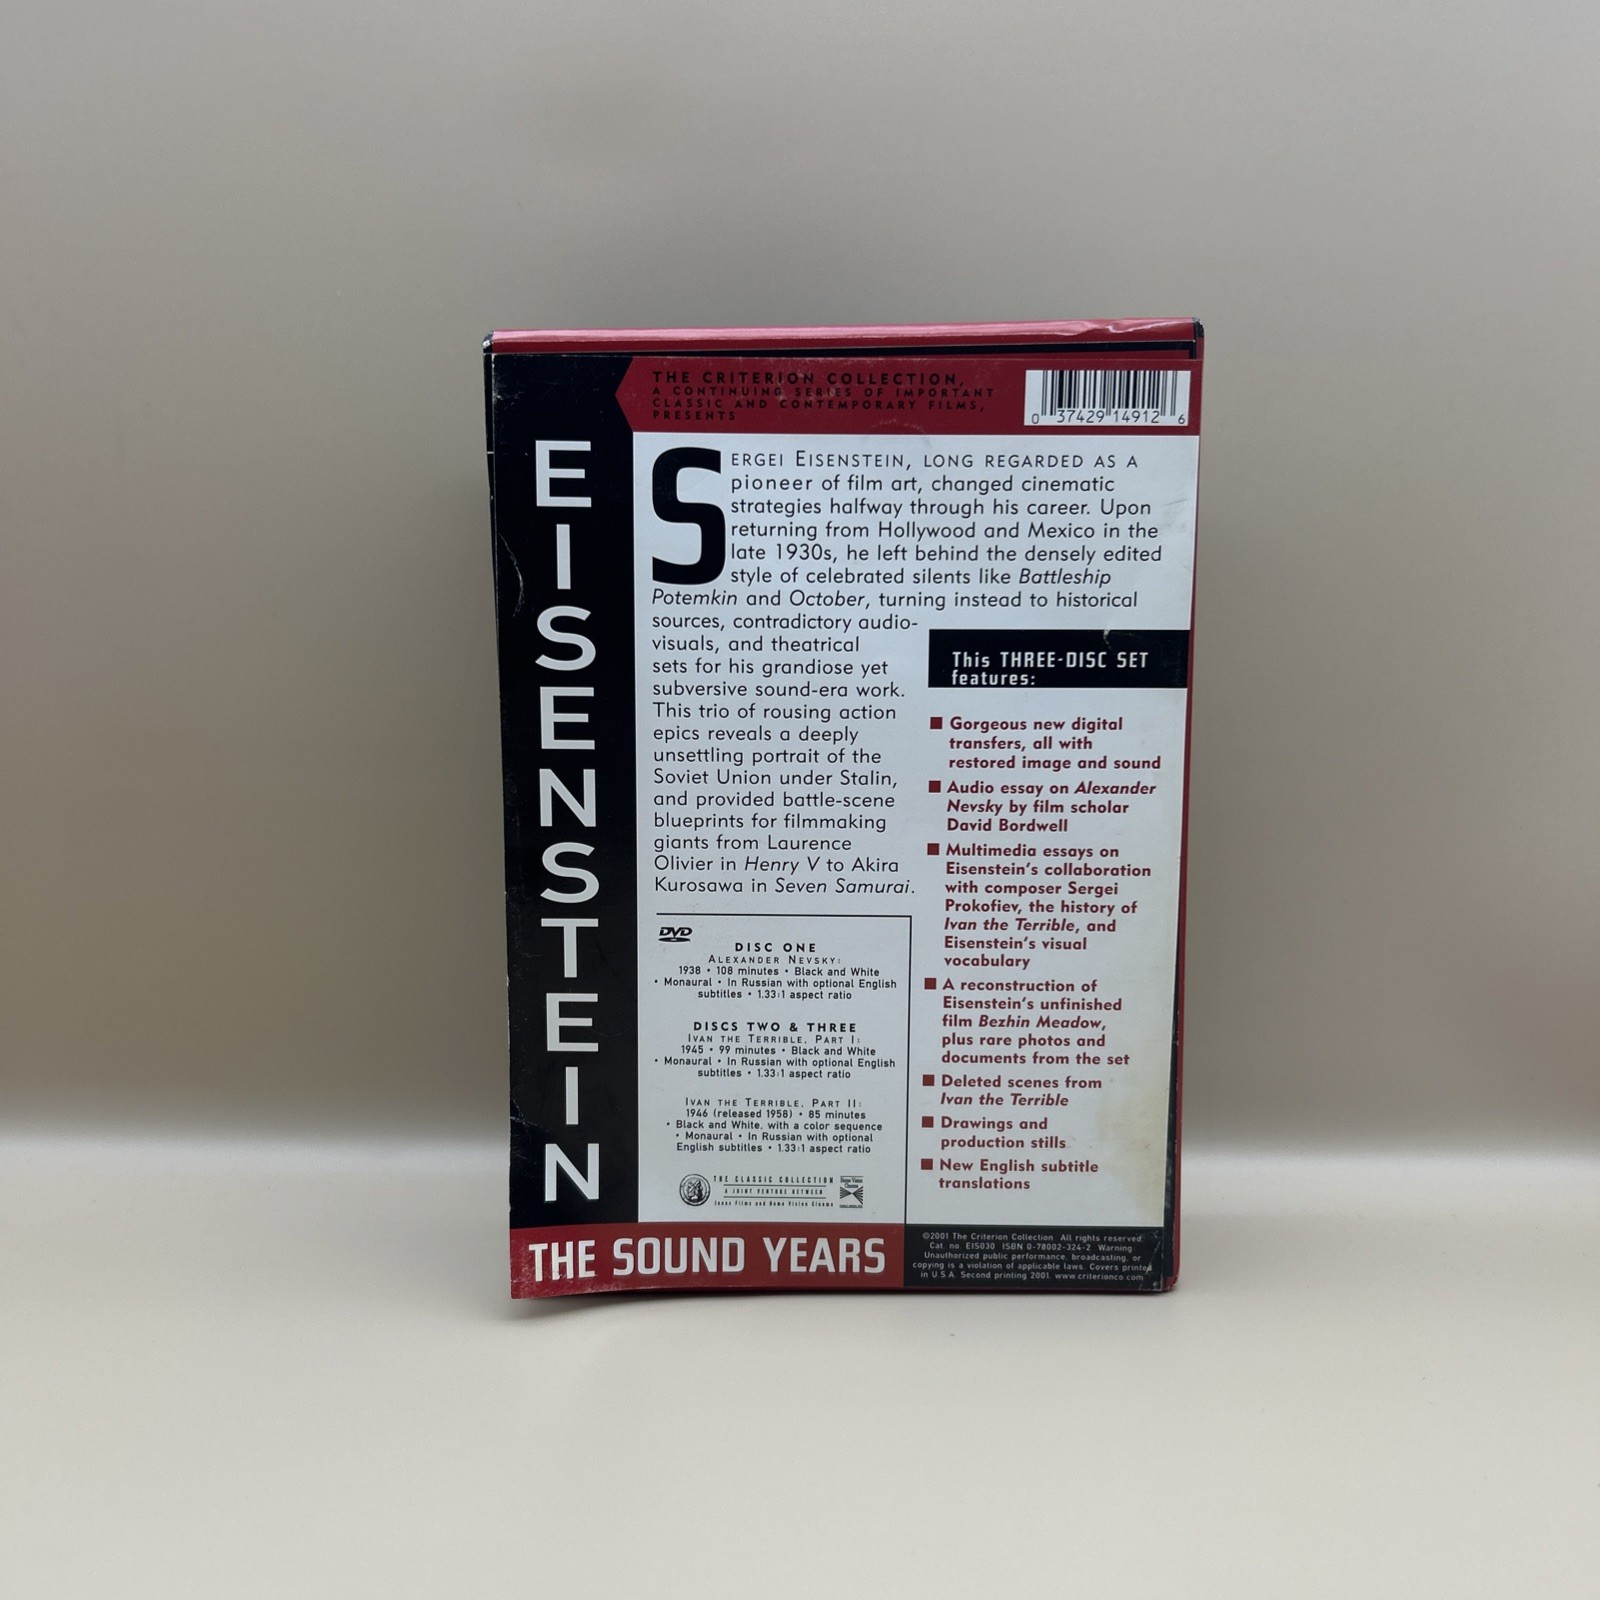 THE CRITERION COLLECTION,
A CONTINUING SERIES OF IMPORTANT
CLASSIC AND CONTEMPORARY FILMS,
PRESENTS
0 37429 14912 6
EISENSTEIN
SERGEI EISENSTEIN, LONG REGARDED AS A
pioneer of film art, changed cinematic
strategies halfway through his career. Upon
returning from Hollywood and Mexico in the
late 1930s, he left behind the densely edited
style of celebrated silents like Battleship
Potemkin and October, turning instead to historical
sources, contradictory audio-
visuals, and theatrical
sets for his grandiose yet
subversive sound-era work.
This trio of rousing action
epics reveals a deeply
unsettling portrait of the
Soviet Union under Stalin,
and provided battle-scene
blueprints for filmmaking
giants from Laurence
Olivier in Henry V to Akira
Kurosawa in Seven Samurai.
This THREE-DISC SET
features:
■ Gorgeous new digital
transfers, all with
restored image and sound
■ Audio essay on Alexander
Nevsky by film scholar
David Bordwell
■ Multimedia essays on
Eisenstein's collaboration
with composer Sergei
Prokofiev, the history of
Ivan the Terrible, and
Eisenstein's visual
vocabulary
■ A reconstruction of
Eisenstein's unfinished
film Bezhin Meadow,
plus rare photos and
documents from the set
■ Deleted scenes from
Ivan the Terrible
■ Drawings and
production stills
■ New English subtitle
translations
DVD
DISC ONE
ALEXANDER NEVSKY:
1938 • 108 minutes • Black and White
• Monaural • In Russian with optional English
subtitles • 1.33:1 aspect ratio
DISCS TWO & THREE
IVAN THE TERRIBLE, PART I:
1945 • 99 minutes • Black and White
• Monaural • In Russian with optional English
subtitles • 1.33:1 aspect ratio
IVAN THE TERRIBLE, PART II:
1946 (released 1958) • 85 minutes
• Black and White, with a color sequence
• Monaural • In Russian with optional
English subtitles • 1.33:1 aspect ratio
THE CLASSIC COLLECTION
A JOINT VENTURE BETWEEN
Janus Films and Home Vision Cinema
Home Vision
Cinema
THE SOUND YEARS
©2001 The Criterion Collection All rights reserved.
Cat. no. EIS030 ISBN 0-78002-324-2 Warning
Unauthorized public performance, broadcasting, or
copying is a violation of applicable laws. Covers printed
in U.S.A. Second printing 2001. www.criterionco.com